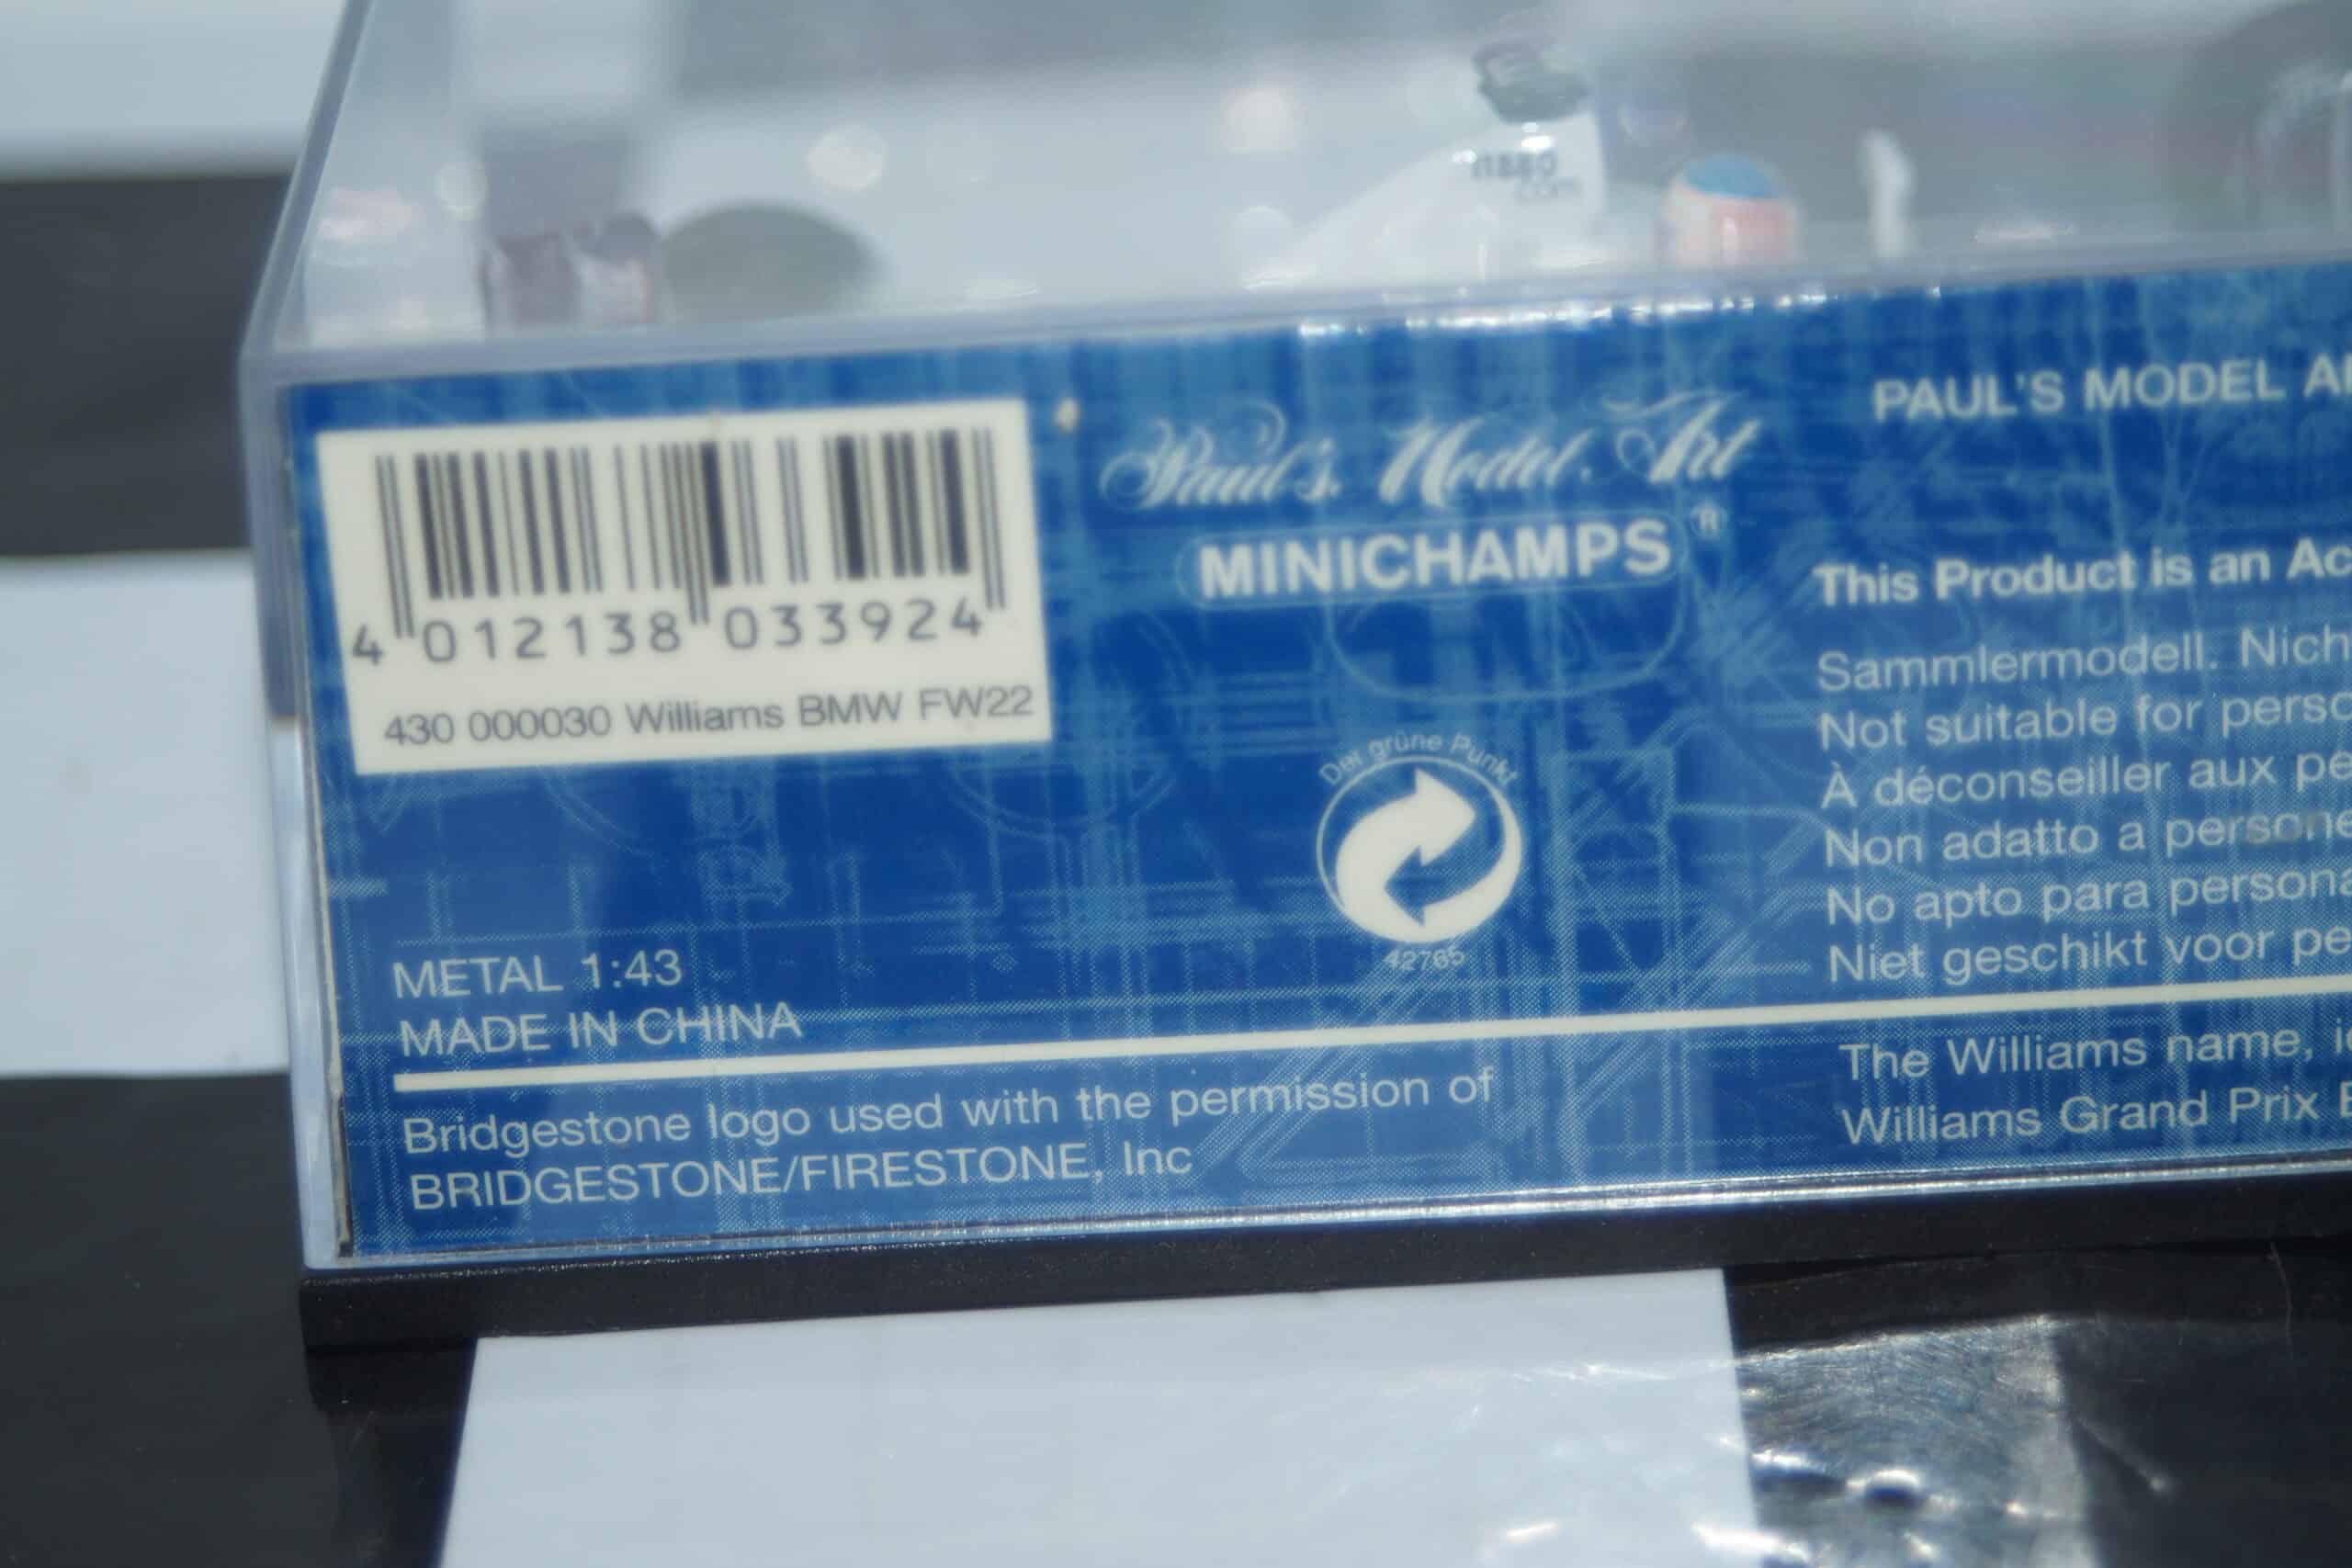 4 012138 033924
430 000030 Williams BMW FW22
Paul's Model Art
MINICHAMPS ®
Der grüne Punkt
42765
METAL 1:43
MADE IN CHINA
Bridgestone logo used with the permission of
BRIDGESTONE/FIRESTONE, Inc
PAUL'S MODEL
This Product is an Ac
Sammlermodell. Nich
Not suitable for perso
À déconseiller aux pe
Non adatto a persone
No apto para persona
Niet geschikt voor pe
The Williams name,
Williams Grand Prix